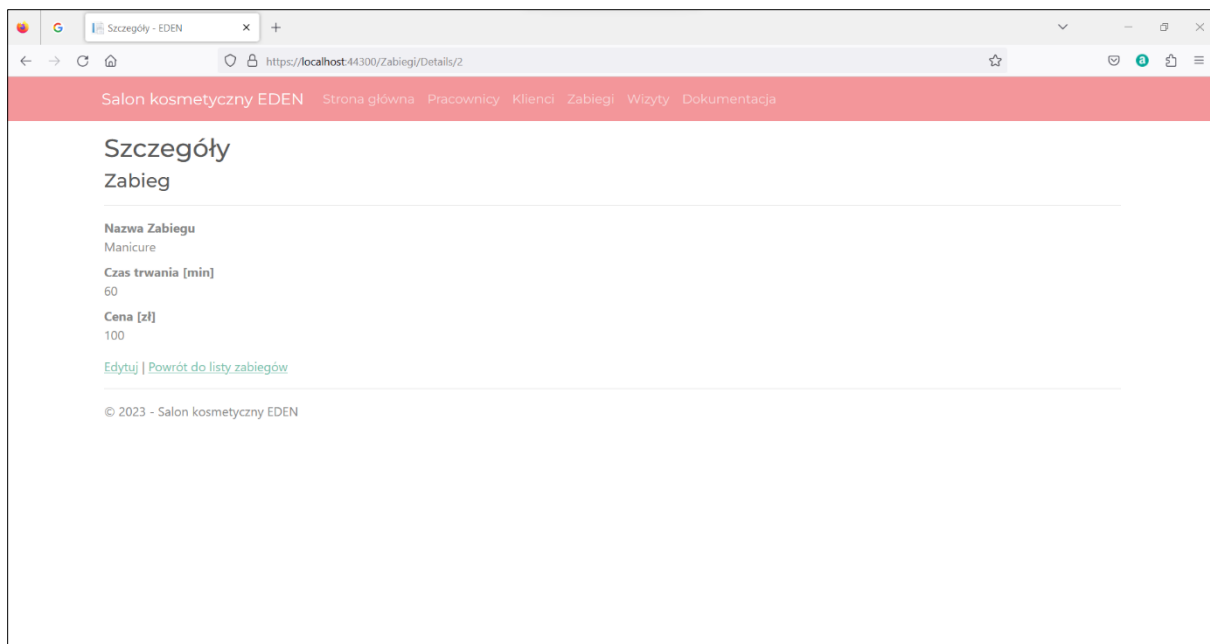 Szczegóły - EDEN
https://localhost:44300/Zabiegi/Details/2
Salon kosmetyczny EDEN Strona główna Pracownicy Klienci Zabiegi Wizyty Dokumentacja
Szczegóły
Zabieg
Nazwa Zabiegu
Manicure
Czas trwania [min]
60
Cena [zł]
100
Edytuj | Powrót do listy zabiegów
© 2023 - Salon kosmetyczny EDEN